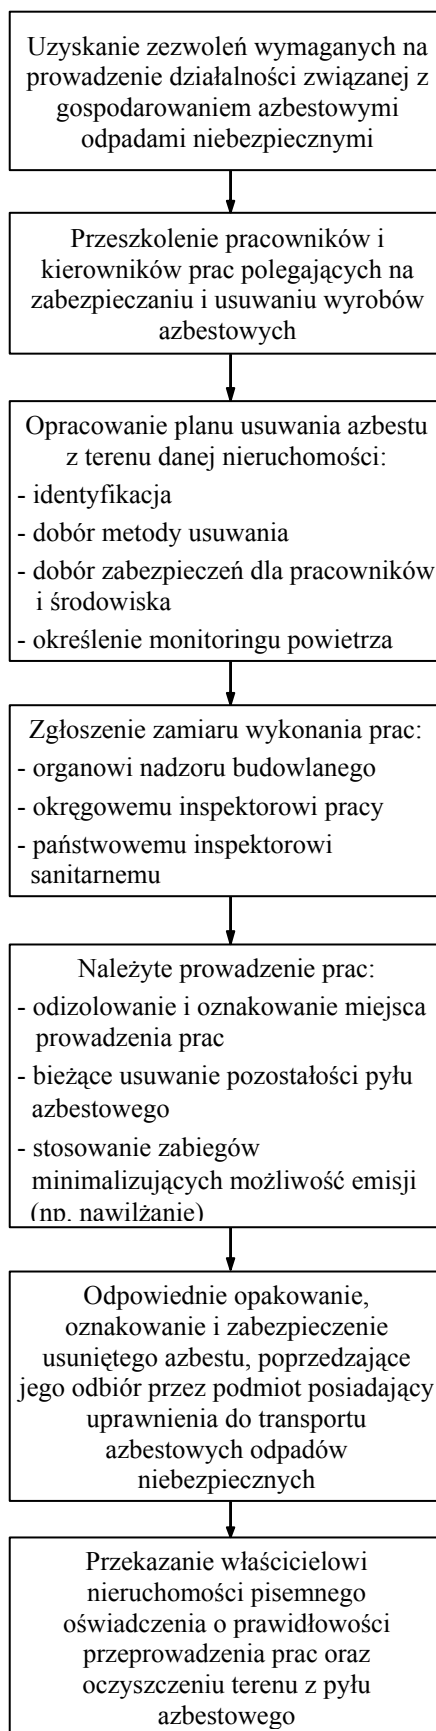 Uzyskanie zezwoleń wymaganych na
prowadzenie działalności związanej z
gospodarowaniem azbestowymi
odpadami niebezpiecznymi
Przeszkolenie pracowników i
kierowników prac polegających na
zabezpieczaniu i usuwaniu wyrobów
azbestowych
Opracowanie planu usuwania azbestu
z terenu danej nieruchomości:
- identyfikacja
- dobór metody usuwania
- dobór zabezpieczeń dla pracowników
i środowiska
- określenie monitoringu powietrza
Zgłoszenie zamiaru wykonania prac:
- organowi nadzoru budowlanego
- okręgowemu inspektorowi pracy
- państwowemu inspektorowi
sanitarnemu
Należyte prowadzenie prac:
- odizolowanie i oznakowanie miejsca
prowadzenia prac
- bieżące usuwanie pozostałości pyłu
azbestowego
- stosowanie zabiegów
minimalizujących możliwość emisji
(np. nawilżanie)
Odpowiednie opakowanie,
oznakowanie i zabezpieczenie
usuniętego azbestu, poprzedzające
jego odbiór przez podmiot posiadający
uprawnienia do transportu
azbestowych odpadów
niebezpiecznych
Przekazanie właścicielowi
nieruchomości pisemnego
oświadczenia o prawidłowości
przeprowadzenia prac oraz
oczyszczeniu terenu z pyłu
azbestowego